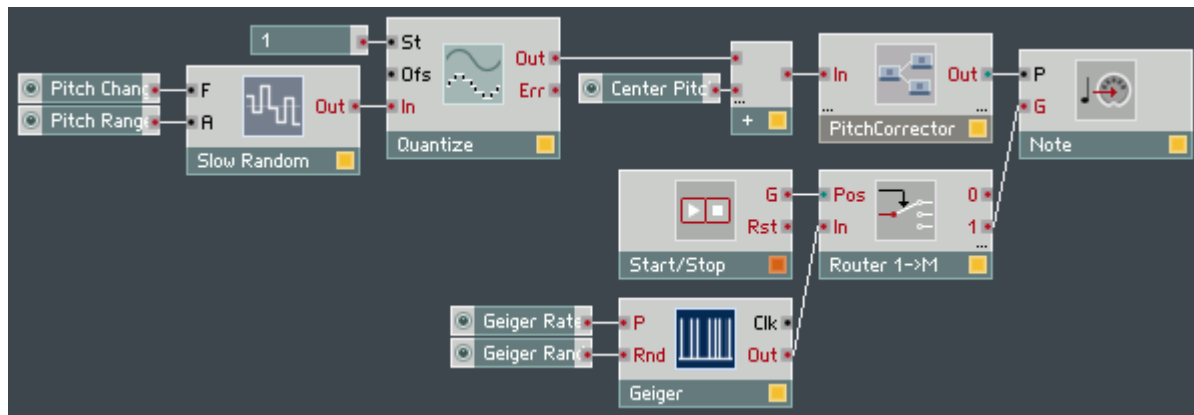 1
St
Ofs
In
Out
Err
Quantize
Pitch Chang
Pitch Range
F
A
Out
Slow Random
Center Pitc
...
+
In
Out
...
...
PitchCorrector
P
G
Note
G
Rst
Start/Stop
Pos
In
0
1
...
Router 1->M
Geiger Rate
Geiger Rand
P
Rnd
Clk
Out
Geiger